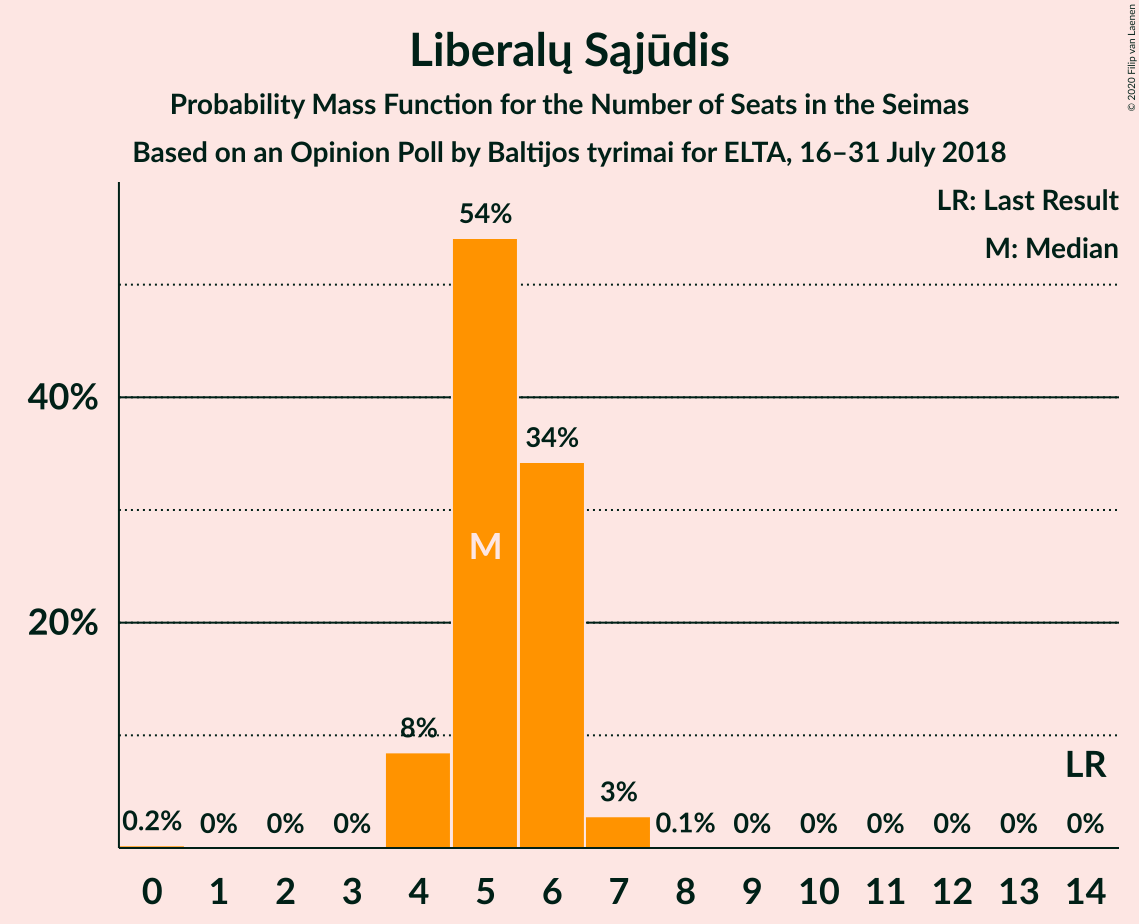 Liberalų Sąjūdis
Probability Mass Function for the Number of Seats in the Seimas
Based on an Opinion Poll by Baltijos tyrimai for ELTA, 16–31 July 2018
© 2020 Filip van Laenen
LR: Last Result
M: Median
54%
40%
34%
M
20%
8%
LR
3%
0.2% 0% 0% 0% 0.1% 0% 0% 0% 0% 0% 0%
0 1 2 3 4 5 6 7 8 9 10 11 12 13 14